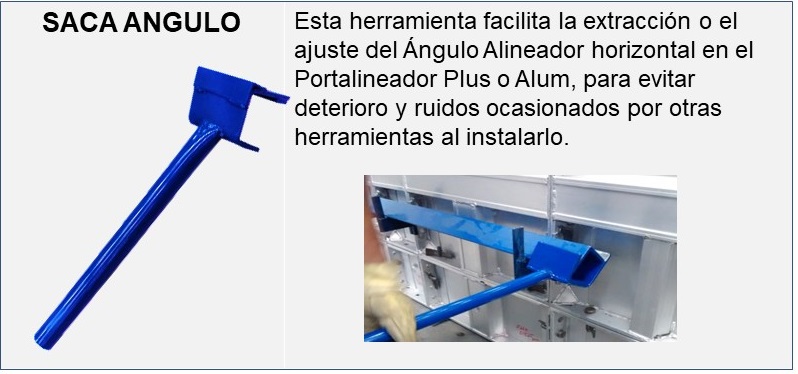 SACA ANGULO
Esta herramienta facilita la extracción o el
ajuste del Ángulo Alineador horizontal en el
Portalineador Plus o Alum, para evitar
deterioro y ruidos ocasionados por otras
herramientas al instalarlo.